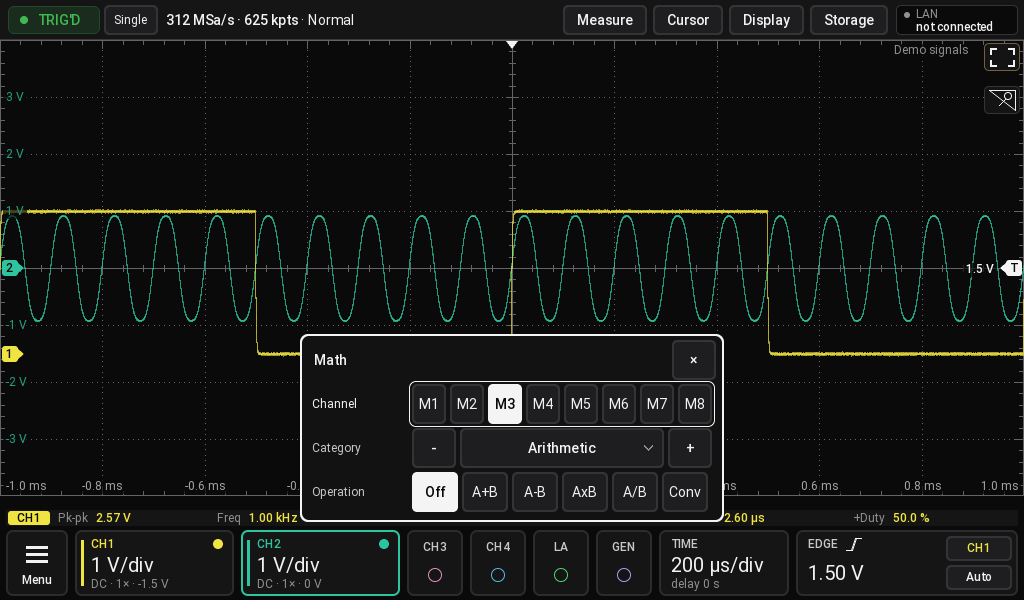 TRIG'D Single 312 MSa/s · 625 kpts · Normal Measure Cursor Display Storage LAN
not connected
Demo signals
3 V
2 V
1 V
2
1.5 V T
-1 V
1
-2 V
-3 V
-1.0 ms -0.8 ms -0.6 ms 0.6 ms 0.8 ms 1.0 ms
Math ×
Channel M1 M2 M3 M4 M5 M6 M7 M8
Category - Arithmetic +
Operation Off A+B A-B AxB A/B Conv
CH1 Pk-pk 2.57 V Freq 1.00 kHz 2.60 µs +Duty 50.0 %
Menu
CH1
1 V/div
DC · 1× · -1.5 V
CH2
1 V/div
DC · 1× · 0 V
CH3
CH4
LA
GEN
TIME
200 µs/div
delay 0 s
EDGE
1.50 V
CH1
Auto